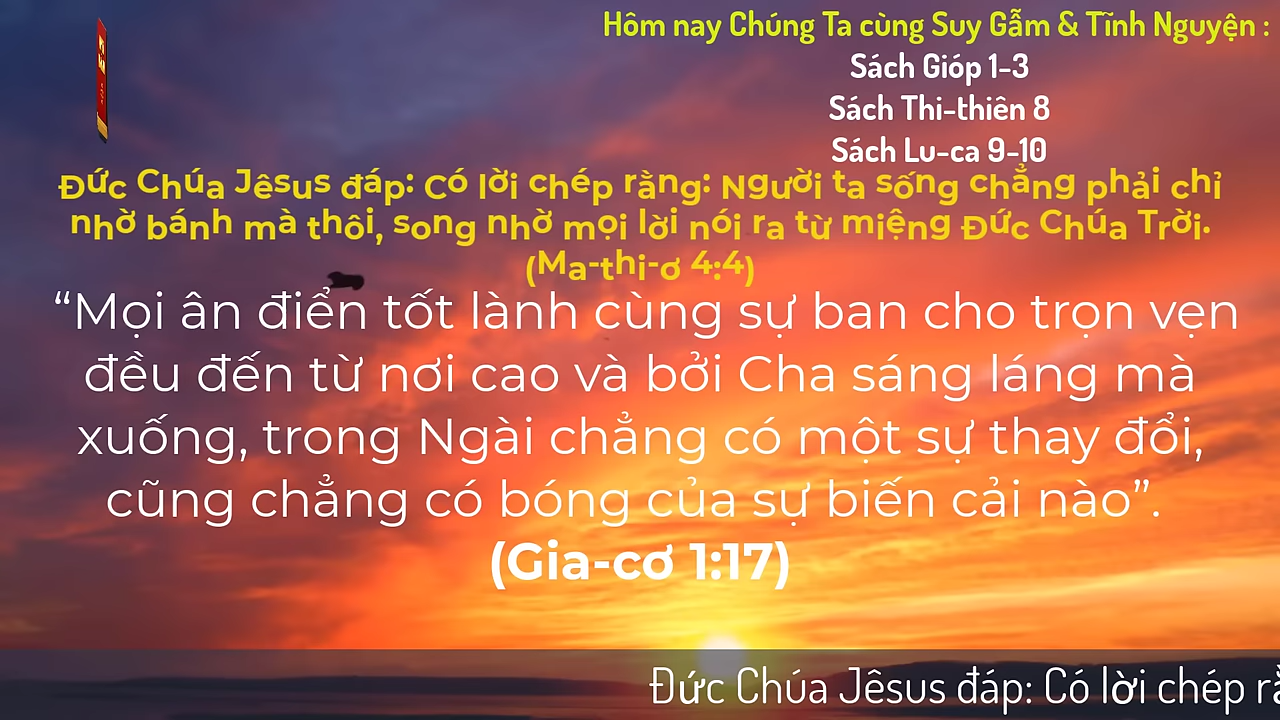 Hôm nay Chúng Ta cùng Suy Gẫm & Tĩnh Nguyện :
Sách Gióp 1-3
Sách Thi-thiên 8
Sách Lu-ca 9-10
Đức Chúa Jêsus đáp: Có lời chép rằng: Người ta sống chẳng phải chỉ
nhờ bánh mà thôi, song nhờ mọi lời nói ra từ miệng Đức Chúa Trời.
(Ma-thi-ơ 4:4)
“Mọi ân điển tốt lành cùng sự ban cho trọn vẹn
đều đến từ nơi cao và bởi Cha sáng láng mà
xuống, trong Ngài chẳng có một sự thay đổi,
cũng chẳng có bóng của sự biến cải nào”.
(Gia-cơ 1:17)
Đức Chúa Jêsus đáp: Có lời chép